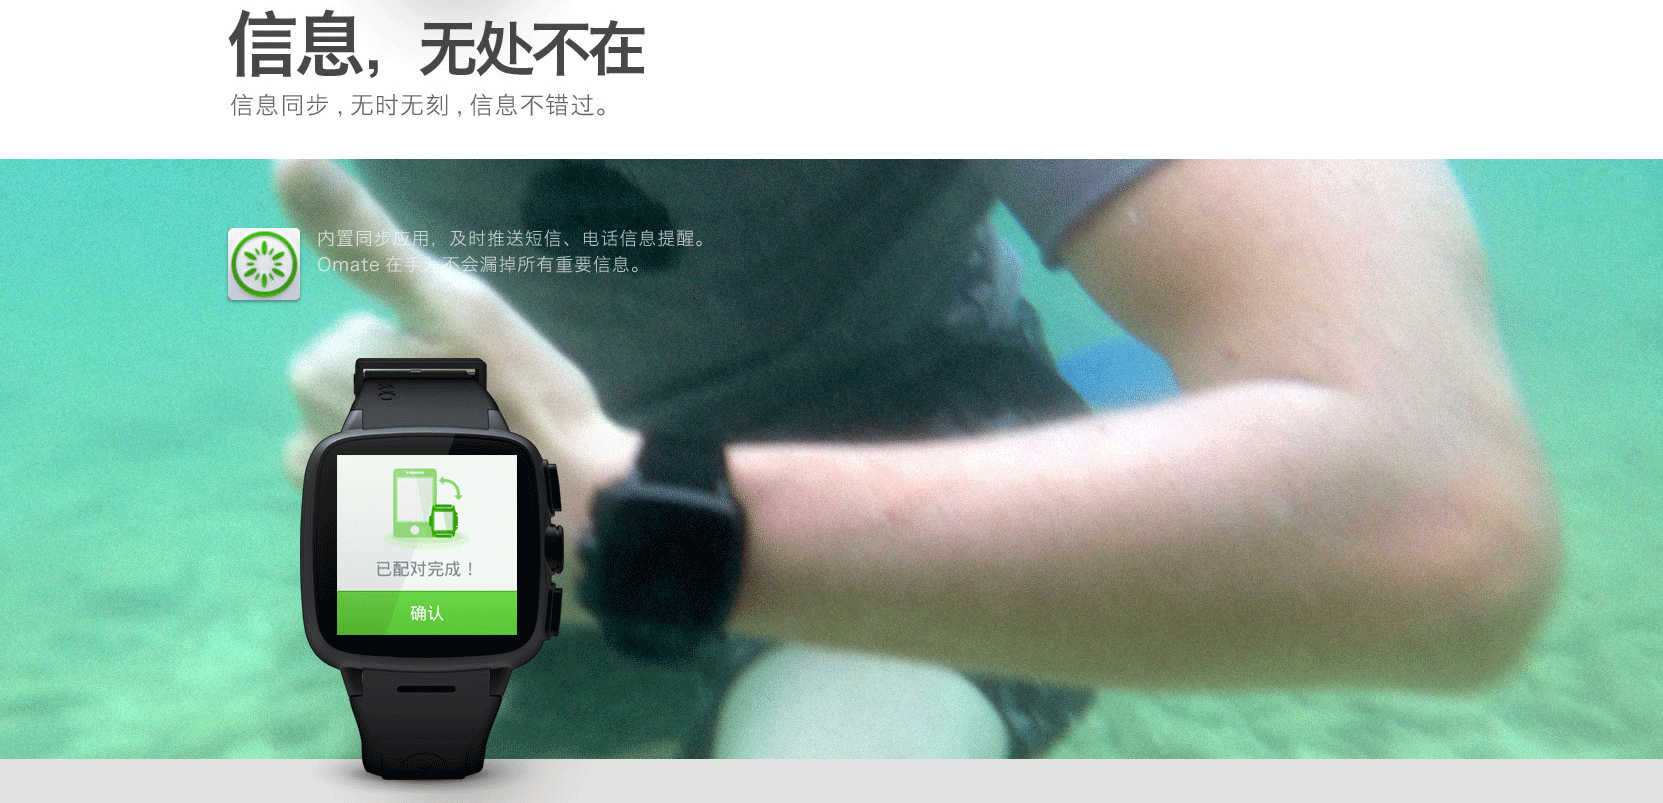 信息，无处不在
信息同步，无时无刻，信息不错过。
内置同步应用，及时推送短信、电话信息提醒。
Omate 在手，不会漏掉所有重要信息。
已配对完成！
确认